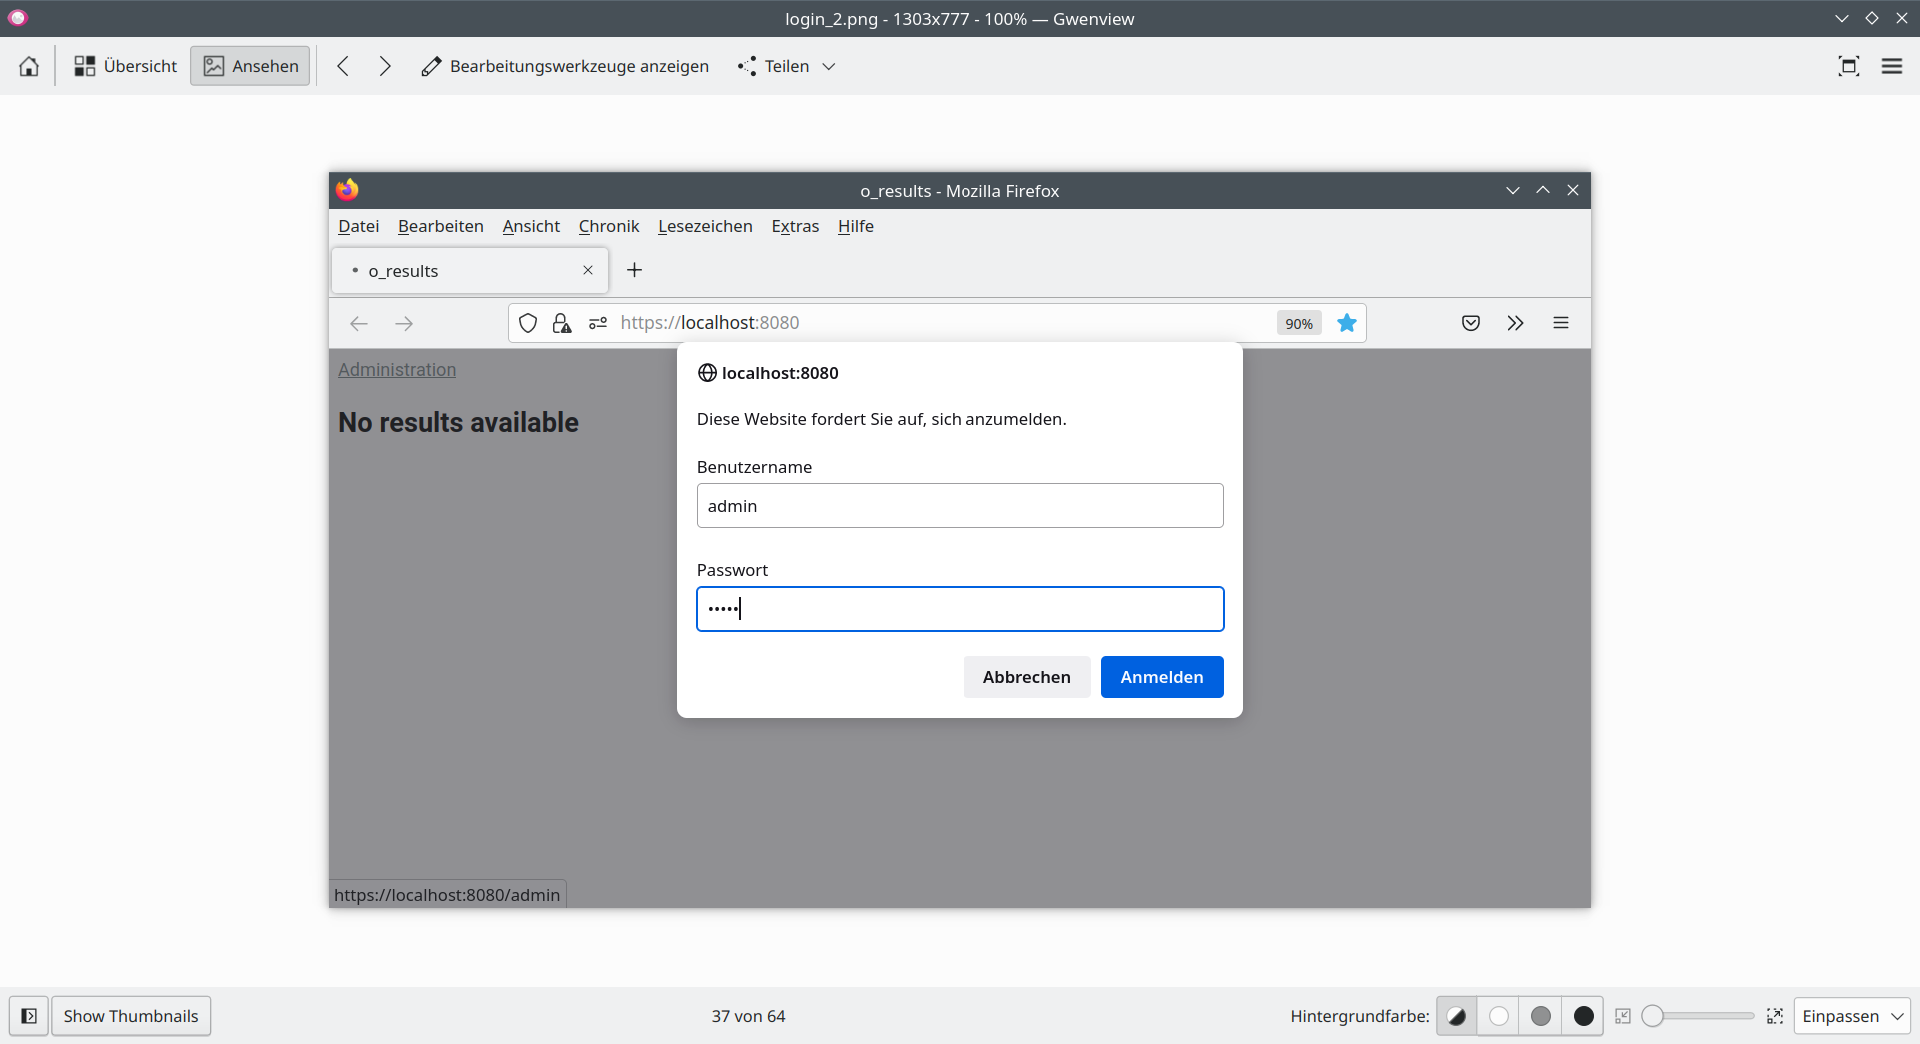 login_2.png - 1303x777 - 100% — Gwenview
Übersicht Ansehen Bearbeitungswerkzeuge anzeigen Teilen
o_results - Mozilla Firefox
Datei Bearbeiten Ansicht Chronik Lesezeichen Extras Hilfe
• o_results
https://localhost:8080 90%
Administration
No results available
localhost:8080
Diese Website fordert Sie auf, sich anzumelden.
Benutzername
admin
Passwort
•••••
Abbrechen Anmelden
https://localhost:8080/admin
Show Thumbnails 37 von 64 Hintergrundfarbe: Einpassen